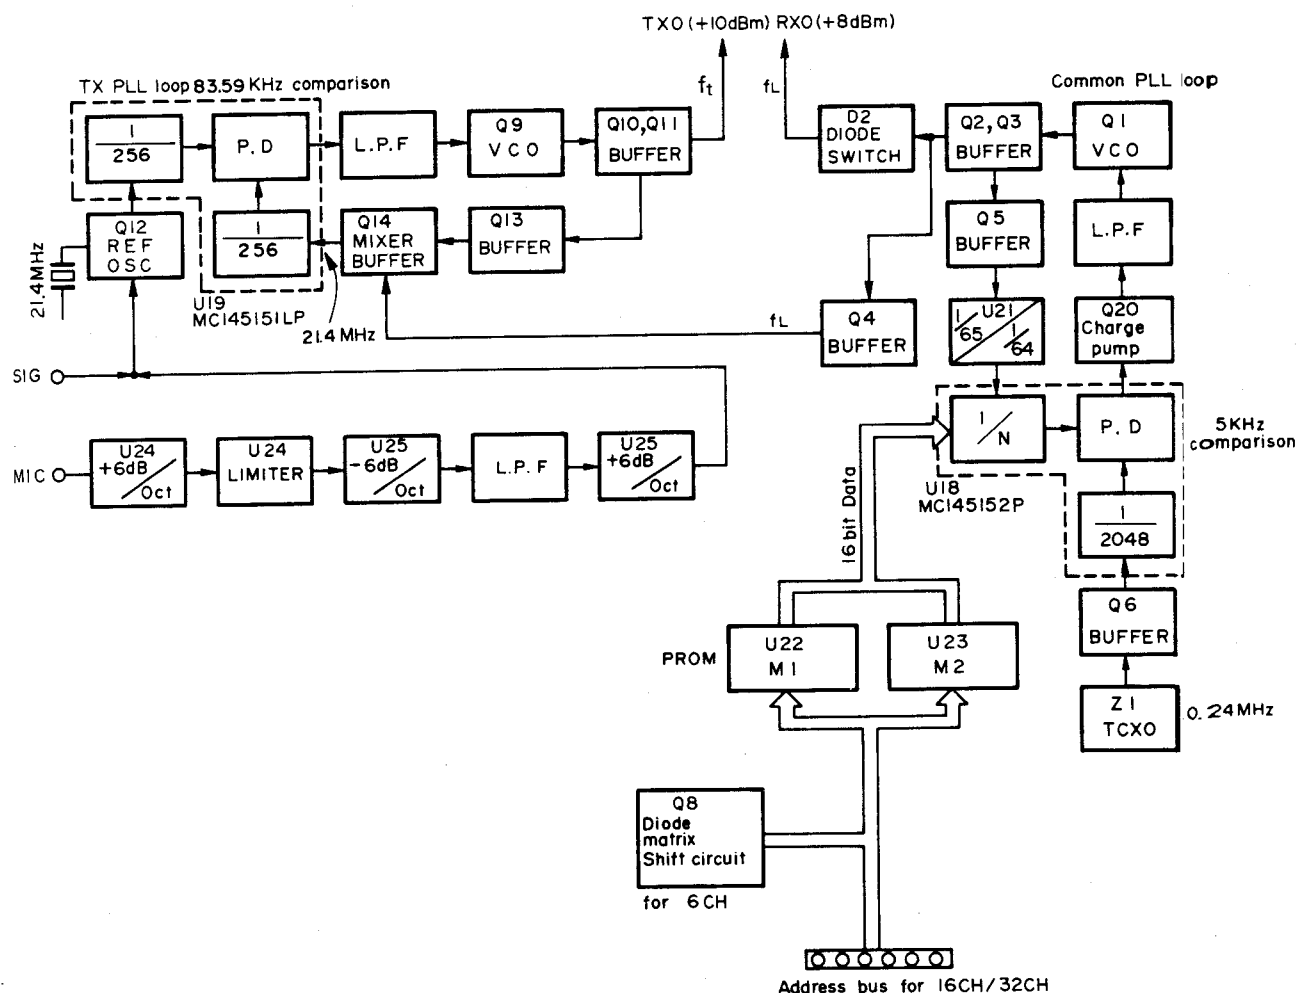 TXO (+10dBm) RXO (+8dBm)
ft
fL
TX PLL loop 83.59 KHz comparison
Common PLL loop
1
256
P.D
L.P.F
Q9
VCO
Q10, Q11
BUFFER
D2
DIODE
SWITCH
Q2, Q3
BUFFER
Q1
VCO
Q12
REF
OSC
1
256
Q14
MIXER
BUFFER
Q13
BUFFER
Q5
BUFFER
L.P.F
21.4MHz
U19
MC145151LP
21.4 MHz
fL
Q4
BUFFER
1/65 U21 1/64
Q20
Charge
pump
SIG
MIC
U24
+6dB/Oct
U24
LIMITER
U25
-6dB/Oct
L.P.F
U25
+6dB/Oct
1/N
P.D
5KHz
comparison
16bit Data
U18
MC145152P
1
2048
Q6
BUFFER
PROM
U22
M1
U23
M2
Z1
TCXO
0.24MHz
Q8
Diode
matrix
Shift circuit
for 6CH
Address bus for 16CH/32CH